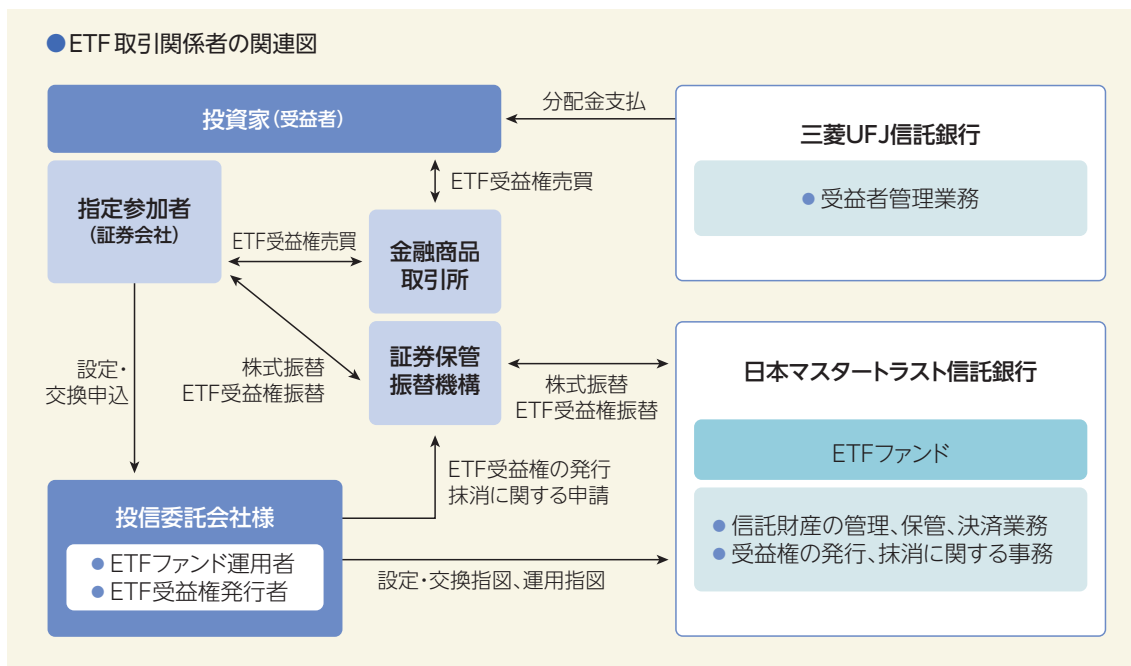 ●ETF取引関係者の関連図
投資家(受益者)
分配金支払
三菱UFJ信託銀行
●受益者管理業務
ETF受益権売買
指定参加者
(証券会社)
ETF受益権売買
金融商品
取引所
設定・
交換申込
株式振替
ETF受益権振替
証券保管
振替機構
株式振替
ETF受益権振替
日本マスタートラスト信託銀行
ETFファンド
●信託財産の管理、保管、決済業務
●受益権の発行、抹消に関する事務
ETF受益権の発行
抹消に関する申請
投信委託会社様
●ETFファンド運用者
●ETF受益権発行者
設定・交換指図、運用指図